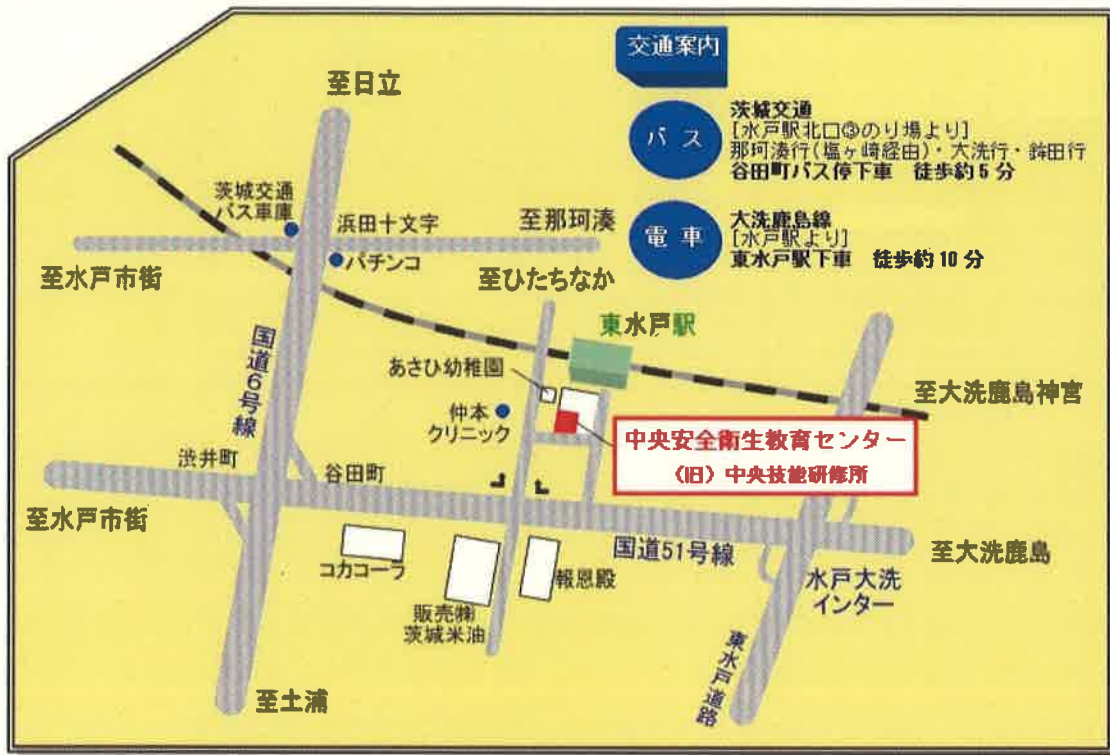 交通案内
バス
茨城交通
[水戸駅北口③のり場より]
那珂湊行(塩ヶ崎経由)・大洗行・鉾田行
谷田町バス停下車 徒歩約5分
電車
大洗鹿島線
[水戸駅より]
東水戸駅下車 徒歩約10分
至日立
茨城交通
バス車庫
浜田十文字
至那珂湊
至水戸市街
パチンコ
至ひたちなか
東水戸駅
国道6号線
あさひ幼稚園
至大洗鹿島神宮
仲本
クリニック
中央安全衛生教育センター
(旧)中央技能研修所
渋井町
谷田町
至水戸市街
国道51号線
至大洗鹿島
コカコーラ
報恩殿
水戸大洗
インター
販売㈱
茨城米油
東水戸道路
至土浦